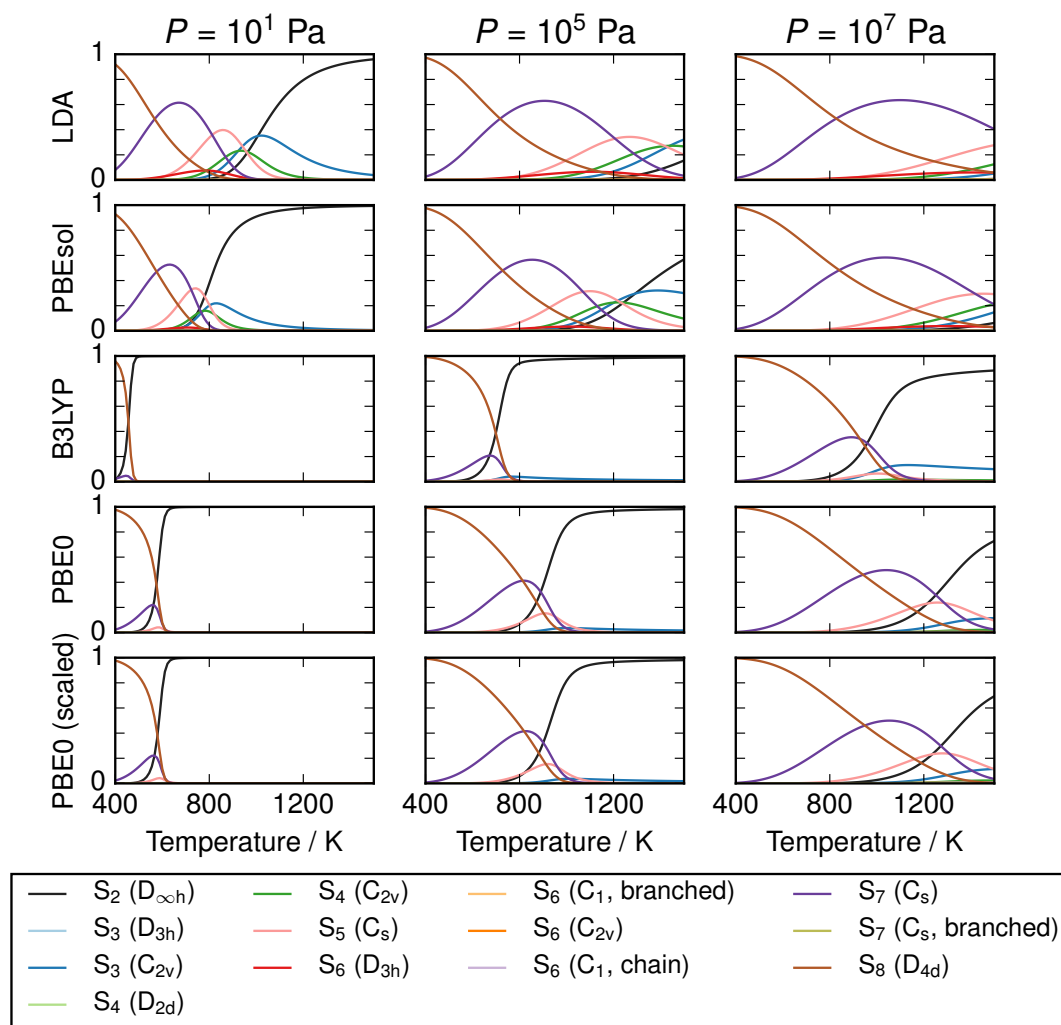 P = 10¹ Pa P = 10⁵ Pa P = 10⁷ Pa
1
LDA
0
1
PBEsol
0
1
B3LYP
0
1
PBE0
0
1
PBE0 (scaled)
0
400 800 1200 400 800 1200 400 800 1200
Temperature / K Temperature / K Temperature / K
S₂ (D∞h) S₄ (C₂ᵥ) S₆ (C₁, branched) S₇ (Cₛ)
S₃ (D₃ₕ) S₅ (Cₛ) S₆ (C₂ᵥ) S₇ (Cₛ, branched)
S₃ (C₂ᵥ) S₆ (D₃ₕ) S₆ (C₁, chain) S₈ (D₄d)
S₄ (D₂d)